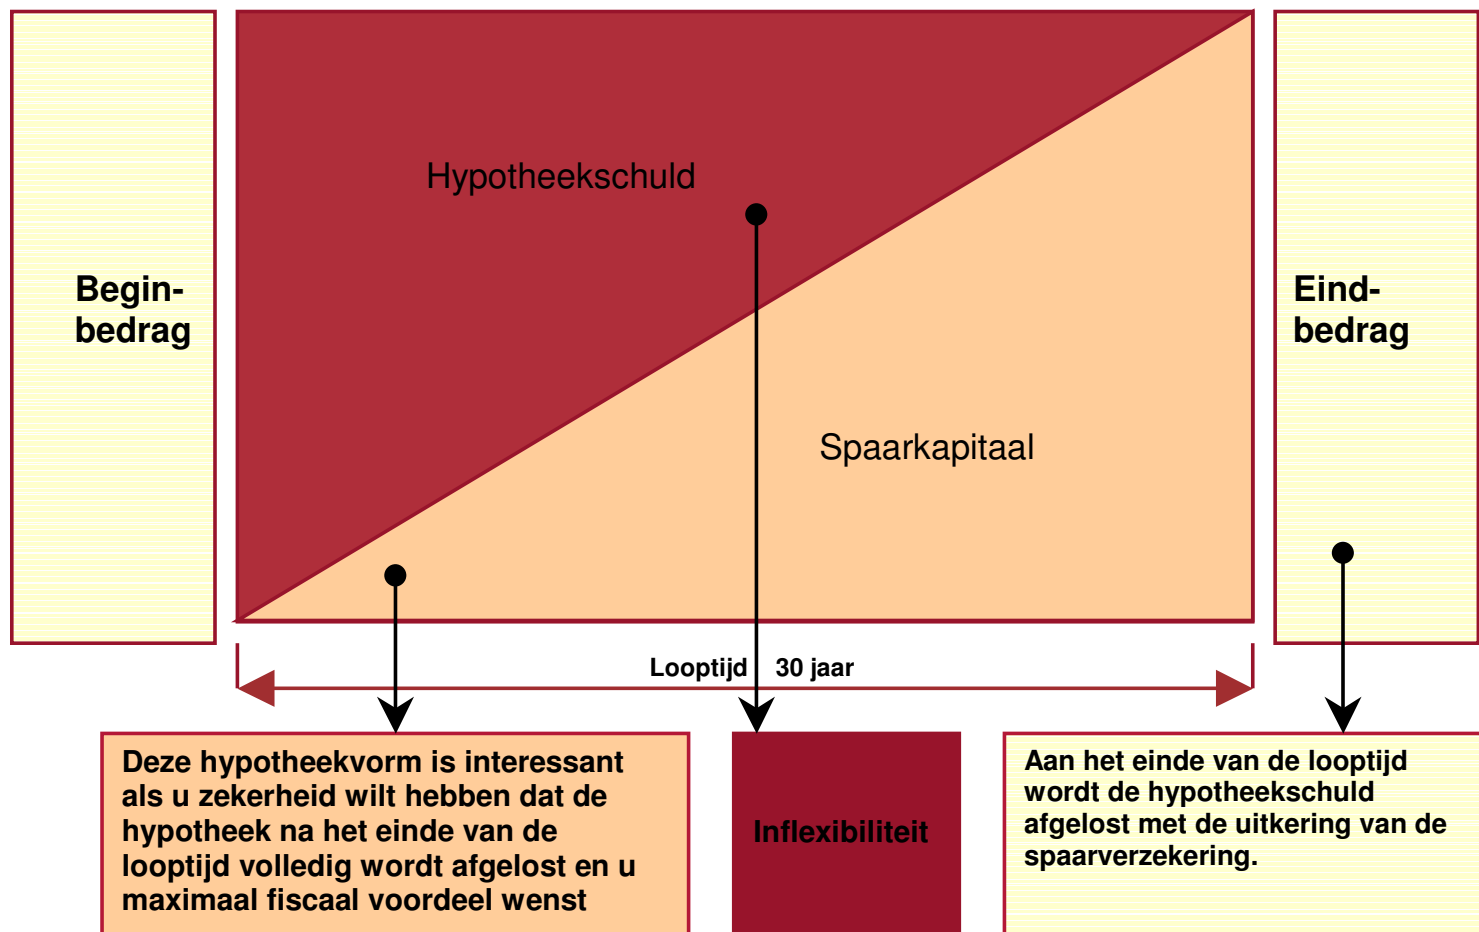 Hypotheekschuld
Begin-
bedrag
Eind-
bedrag
Spaarkapitaal
Looptijd 30 jaar
Deze hypotheekvorm is interessant
als u zekerheid wilt hebben dat de
hypotheek na het einde van de
looptijd volledig wordt afgelost en u
maximaal fiscaal voordeel wenst
Inflexibiliteit
Aan het einde van de looptijd
wordt de hypotheekschuld
afgelost met de uitkering van de
spaarverzekering.